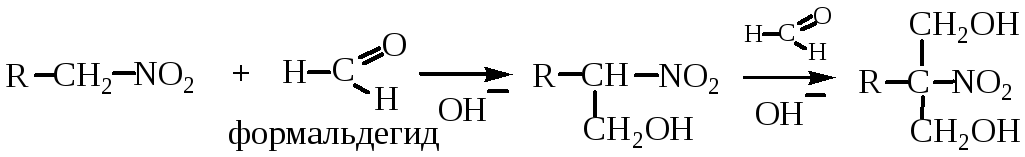 R—CH₂—NO₂ + H—C(=O)—H
формальдегид
OH⁻
R—CH—NO₂
CH₂OH
H—C(=O)—H
OH⁻
CH₂OH
R—C—NO₂
CH₂OH